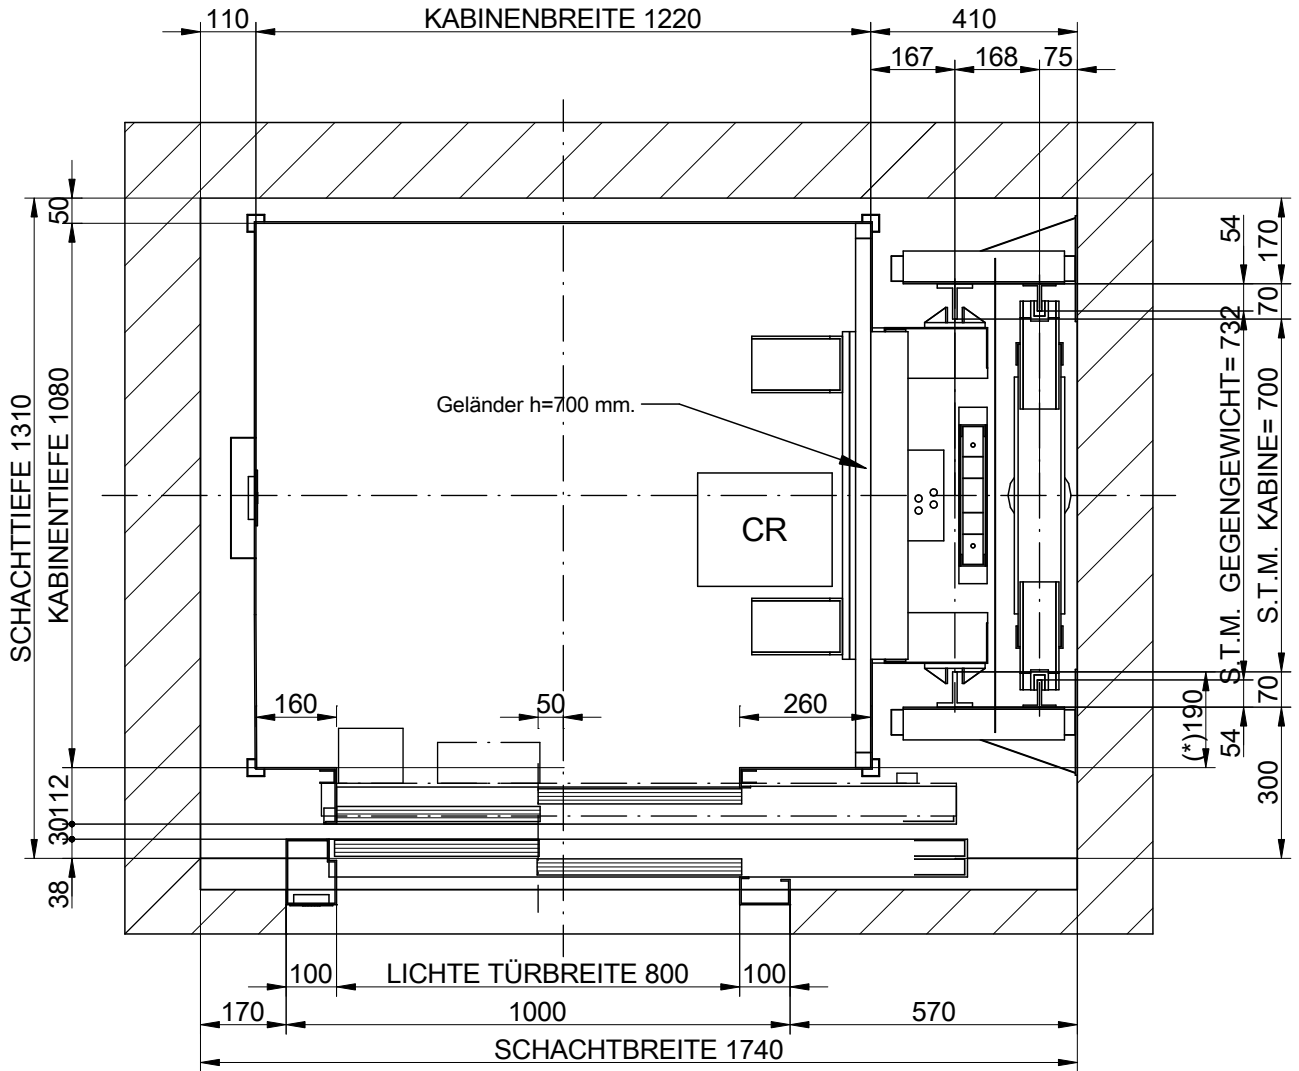 110
KABINENBREITE 1220
410
167
168
75
50
54
170
70
SCHACHTTIEFE 1310
KABINENTIEFE 1080
Geländer h=700 mm.
CR
S.T.M. GEGENGEWICHT= 732
S.T.M. KABINE= 700
160
50
260
(*)190
54
70
300
112
30
38
100
LICHTE TÜRBREITE 800
100
170
1000
570
SCHACHTBREITE 1740